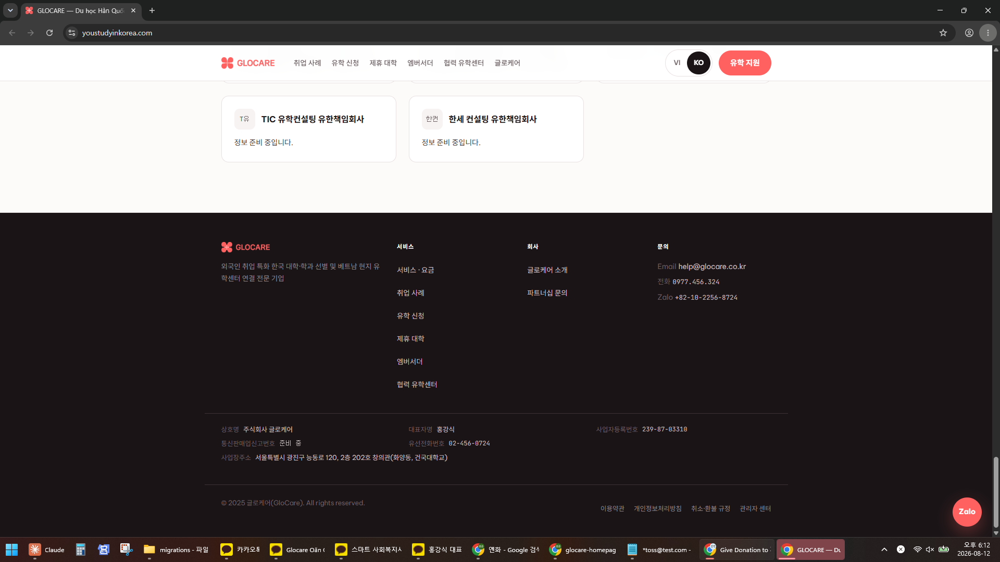 GLOCARE — Du học Hàn Quố
youstudyinkorea.com
GLOCARE 취업 사례 유학 신청 제휴 대학 엠버서더 협력 유학센터 글로케어 VI KO 유학 지원
T유 TIC 유학컨설팅 유한책임회사
정보 준비 중입니다.
한컨 한세 컨설팅 유한책임회사
정보 준비 중입니다.
GLOCARE
외국인 취업 특화 한국 대학·학과 선별 및 베트남 현지 유
학센터 연결 전문 기업
서비스
서비스 · 요금
취업 사례
유학 신청
제휴 대학
엠버서더
협력 유학센터
회사
글로케어 소개
파트너십 문의
문의
Email help@glocare.co.kr
전화 0977.456.324
Zalo +82-10-2256-8724
상호명 주식회사 글로케어 대표자명 홍강식 사업자등록번호 239-87-03310
통신판매업신고번호 준비 중 유선전화번호 02-456-0724
사업장주소 서울특별시 광진구 능동로 120, 2층 202호 창의관(화양동, 건국대학교)
© 2025 글로케어(GloCare). All rights reserved.
이용약관 개인정보처리방침 취소·환불 규정 관리자 센터
Zalo
Claude migrations - 파일 카카오톡 Glocare Oăn 스마트 사회복지시 홍강식 대표 엔화 - Google 검색 glocare-homepag *toss@test.com - Give Donation to GLOCARE — Du
오후 6:12
2026-08-12